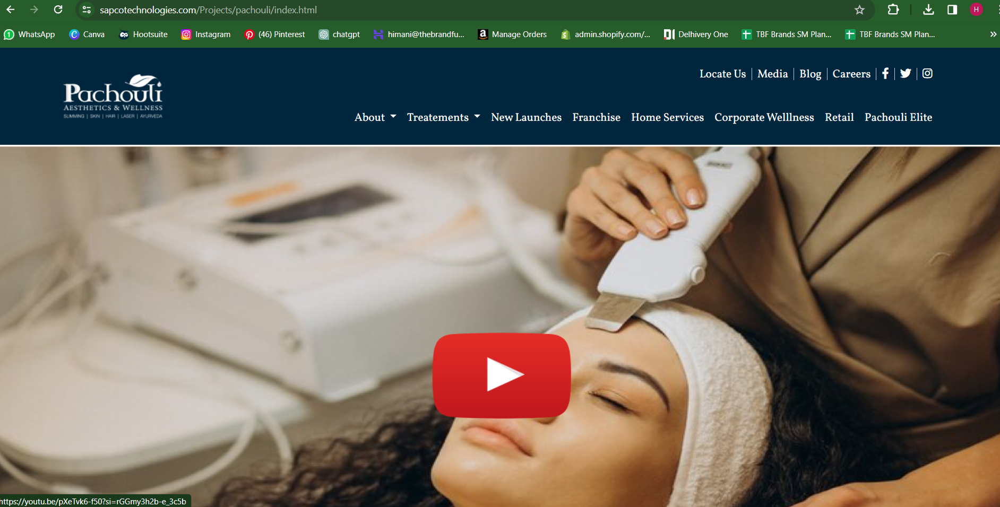 sapcotechnologies.com/Projects/pachouli/index.html
H
WhatsApp Canva Hootsuite Instagram (46) Pinterest chatgpt himani@thebrandfu... Manage Orders admin.shopify.com/... Delhivery One TBF Brands SM Plan... TBF Brands SM Plan... »
Locate Us | Media | Blog | Careers
Pachouli
AESTHETICS & WELLNESS
SLIMMING | SKIN | HAIR | LASER | AYURVEDA
About Treatements New Launches Franchise Home Services Corporate Welllness Retail Pachouli Elite
https://youtu.be/pXeTvk6-f50?si=rGGmy3h2b-e_3c5b